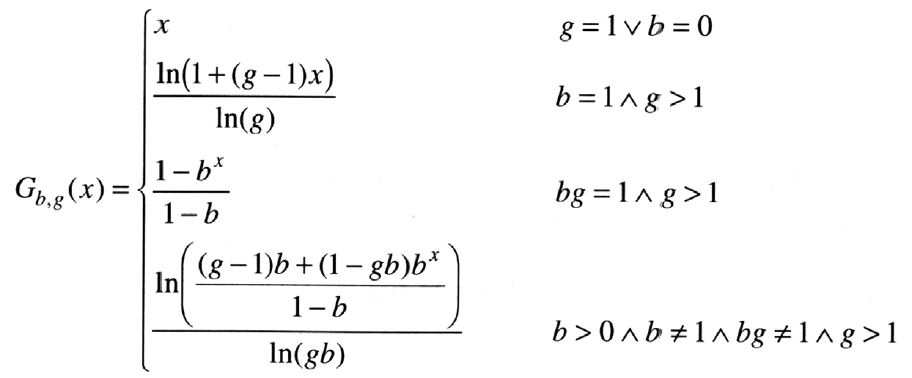 x g = 1 ∨ b = 0
ln(1 + (g − 1)x) / ln(g) b = 1 ∧ g > 1
G_{b,g}(x) = { (1 − b^x) / (1 − b) bg = 1 ∧ g > 1
ln( ((g − 1)b + (1 − gb)b^x) / (1 − b) ) / ln(gb) b > 0 ∧ b ≠ 1 ∧ bg ≠ 1 ∧ g > 1